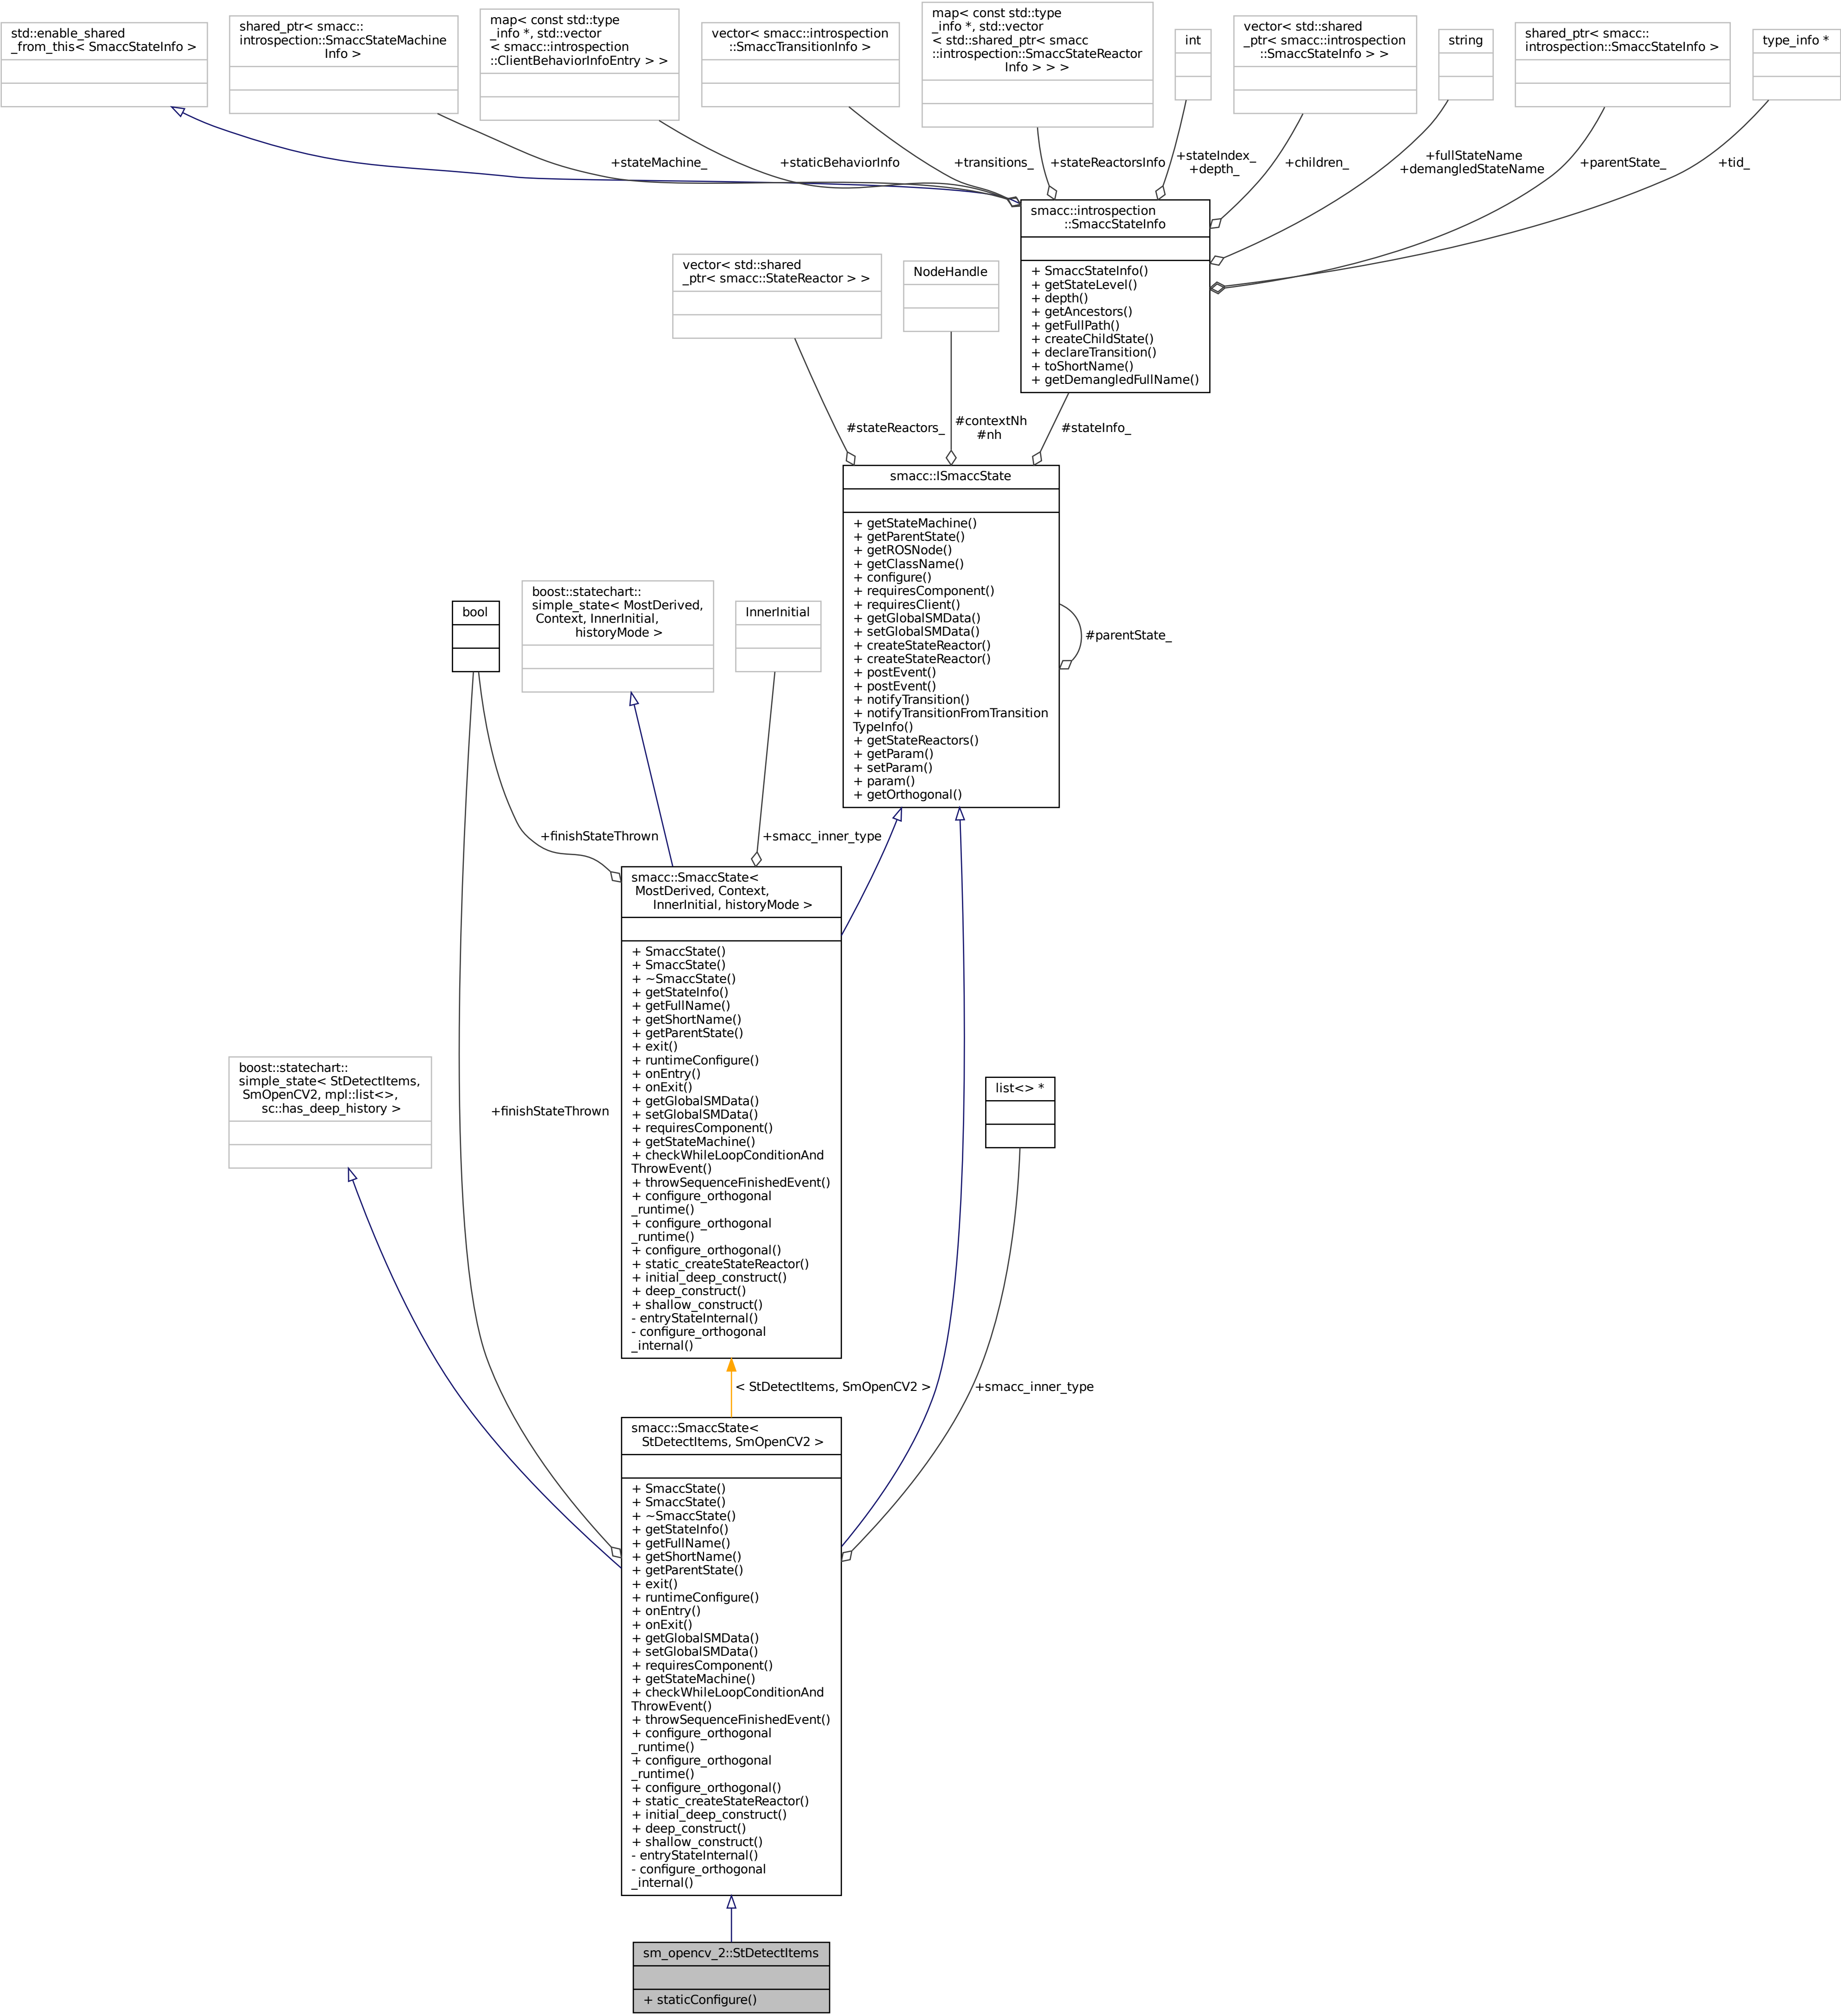 std::enable_shared
_from_this< SmaccStateInfo >
shared_ptr< smacc::
introspection::SmaccStateMachine
Info >
map< const std::type
_info *, std::vector
< smacc::introspection
::ClientBehaviorInfoEntry > >
vector< smacc::introspection
::SmaccTransitionInfo >
map< const std::type
_info *, std::vector
< std::shared_ptr< smacc
::introspection::SmaccStateReactor
Info > > >
int
vector< std::shared
_ptr< smacc::introspection
::SmaccStateInfo > >
string
shared_ptr< smacc::
introspection::SmaccStateInfo >
type_info *
+stateMachine_
+staticBehaviorInfo
+transitions_
+stateReactorsInfo
+stateIndex_
+depth_
+children_
+fullStateName
+demangledStateName
+parentState_
+tid_
smacc::introspection
::SmaccStateInfo
+ SmaccStateInfo()
+ getStateLevel()
+ depth()
+ getAncestors()
+ getFullPath()
+ createChildState()
+ declareTransition()
+ toShortName()
+ getDemangledFullName()
vector< std::shared
_ptr< smacc::StateReactor > >
NodeHandle
#stateReactors_
#contextNh
#nh
#stateInfo_
smacc::ISmaccState
+ getStateMachine()
+ getParentState()
+ getROSNode()
+ getClassName()
+ configure()
+ requiresComponent()
+ requiresClient()
+ getGlobalSMData()
+ setGlobalSMData()
+ createStateReactor()
+ createStateReactor()
+ postEvent()
+ postEvent()
+ notifyTransition()
+ notifyTransitionFromTransition
TypeInfo()
+ getStateReactors()
+ getParam()
+ setParam()
+ param()
+ getOrthogonal()
#parentState_
bool
boost::statechart::
simple_state< MostDerived,
Context, InnerInitial,
historyMode >
InnerInitial
+finishStateThrown
+smacc_inner_type
smacc::SmaccState<
MostDerived, Context,
InnerInitial, historyMode >
+ SmaccState()
+ SmaccState()
+ ~SmaccState()
+ getStateInfo()
+ getFullName()
+ getShortName()
+ getParentState()
+ exit()
+ runtimeConfigure()
+ onEntry()
+ onExit()
+ getGlobalSMData()
+ setGlobalSMData()
+ requiresComponent()
+ getStateMachine()
+ checkWhileLoopConditionAnd
ThrowEvent()
+ throwSequenceFinishedEvent()
+ configure_orthogonal
_runtime()
+ configure_orthogonal
_runtime()
+ configure_orthogonal()
+ static_createStateReactor()
+ initial_deep_construct()
+ deep_construct()
+ shallow_construct()
- entryStateInternal()
- configure_orthogonal
_internal()
boost::statechart::
simple_state< StDetectItems,
SmOpenCV2, mpl::list<>,
sc::has_deep_history >
+finishStateThrown
list<> *
< StDetectItems, SmOpenCV2 >
+smacc_inner_type
smacc::SmaccState<
StDetectItems, SmOpenCV2 >
+ SmaccState()
+ SmaccState()
+ ~SmaccState()
+ getStateInfo()
+ getFullName()
+ getShortName()
+ getParentState()
+ exit()
+ runtimeConfigure()
+ onEntry()
+ onExit()
+ getGlobalSMData()
+ setGlobalSMData()
+ requiresComponent()
+ getStateMachine()
+ checkWhileLoopConditionAnd
ThrowEvent()
+ throwSequenceFinishedEvent()
+ configure_orthogonal
_runtime()
+ configure_orthogonal
_runtime()
+ configure_orthogonal()
+ static_createStateReactor()
+ initial_deep_construct()
+ deep_construct()
+ shallow_construct()
- entryStateInternal()
- configure_orthogonal
_internal()
sm_opencv_2::StDetectItems
+ staticConfigure()